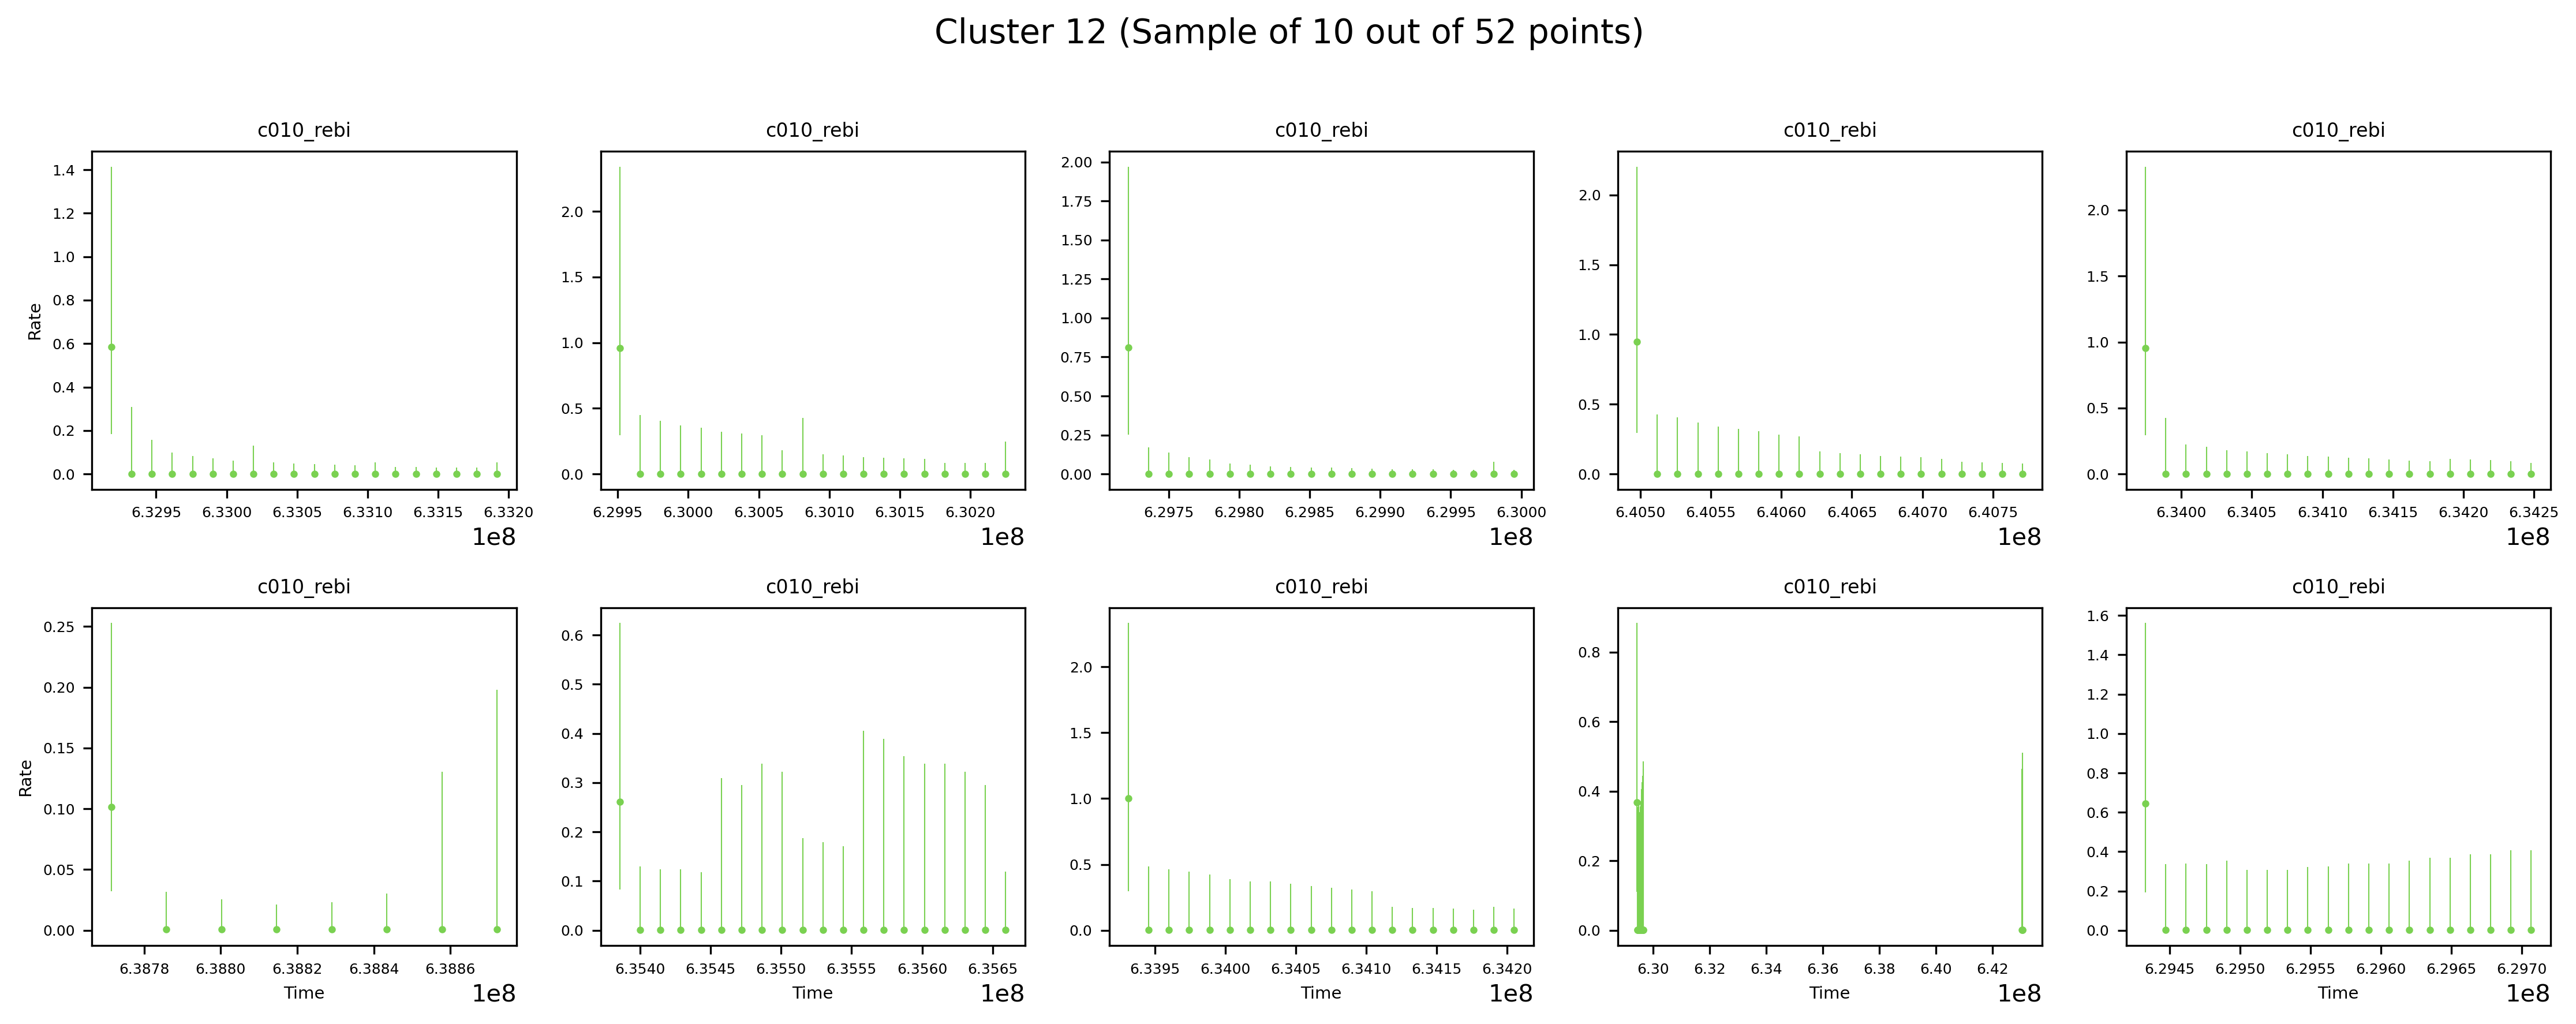 Cluster 12 (Sample of 10 out of 52 points)
c010_rebi c010_rebi c010_rebi c010_rebi c010_rebi
Rate
1.4
1.2
1.0
0.8
0.6
0.4
0.2
0.0
6.3295 6.3300 6.3305 6.3310 6.3315 6.3320
1e8
2.0
1.5
1.0
0.5
0.0
6.2995 6.3000 6.3005 6.3010 6.3015 6.3020
1e8
2.00
1.75
1.50
1.25
1.00
0.75
0.50
0.25
0.00
6.2975 6.2980 6.2985 6.2990 6.2995 6.3000
1e8
2.0
1.5
1.0
0.5
0.0
6.4050 6.4055 6.4060 6.4065 6.4070 6.4075
1e8
2.0
1.5
1.0
0.5
0.0
6.3400 6.3405 6.3410 6.3415 6.3420 6.3425
1e8
c010_rebi c010_rebi c010_rebi c010_rebi c010_rebi
Rate
0.25
0.20
0.15
0.10
0.05
0.00
6.3878 6.3880 6.3882 6.3884 6.3886
Time
1e8
0.6
0.5
0.4
0.3
0.2
0.1
0.0
6.3540 6.3545 6.3550 6.3555 6.3560 6.3565
Time
1e8
2.0
1.5
1.0
0.5
0.0
6.3395 6.3400 6.3405 6.3410 6.3415 6.3420
Time
1e8
0.8
0.6
0.4
0.2
0.0
6.30 6.32 6.34 6.36 6.38 6.40 6.42
Time
1e8
1.6
1.4
1.2
1.0
0.8
0.6
0.4
0.2
0.0
6.2945 6.2950 6.2955 6.2960 6.2965 6.2970
Time
1e8